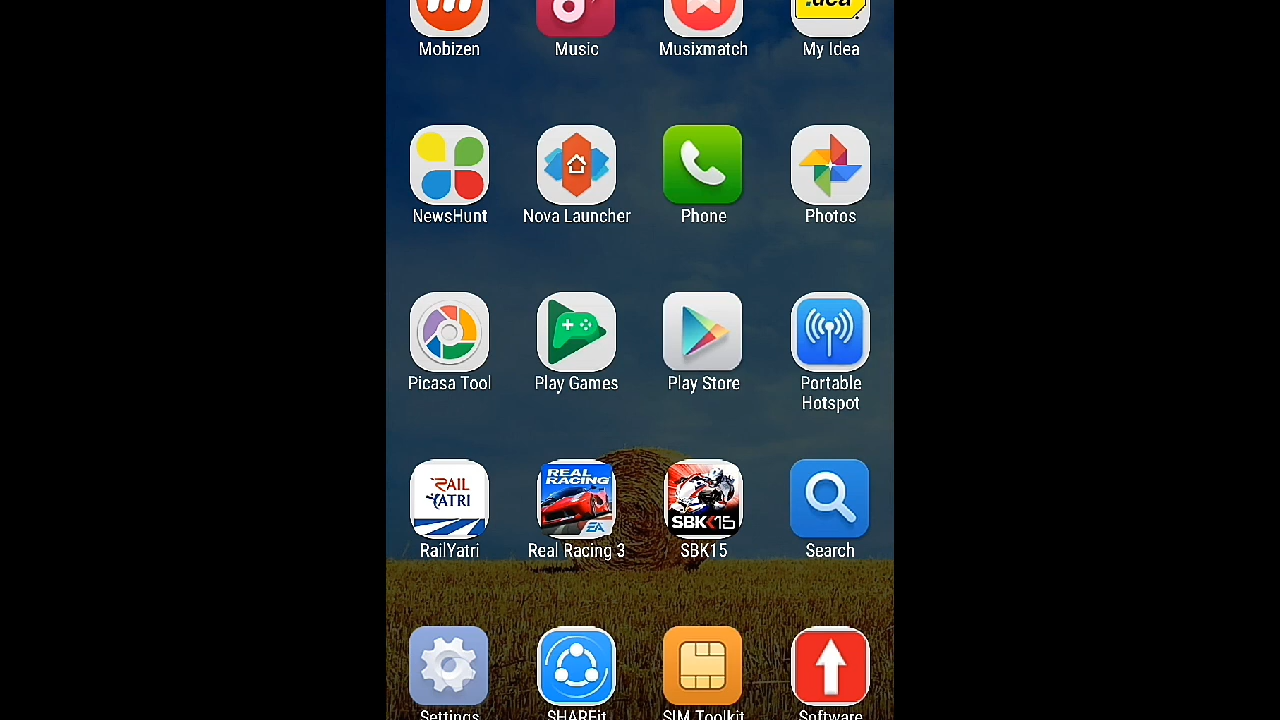 Mobizen
Music
Musixmatch
My Idea
NewsHunt
Nova Launcher
Phone
Photos
Picasa Tool
Play Games
Play Store
Portable
Hotspot
RAIL
YATRI
REAL
RACING
EA
SBK15
RailYatri
Real Racing 3
SBK15
Search
Settings
SHAREit
SIM Toolkit
Software